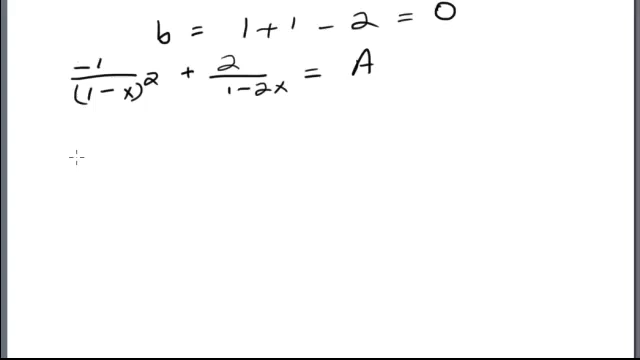 b = 1 + 1 - 2 = 0
-1/(1-x)^2 + 2/(1-2x) = A